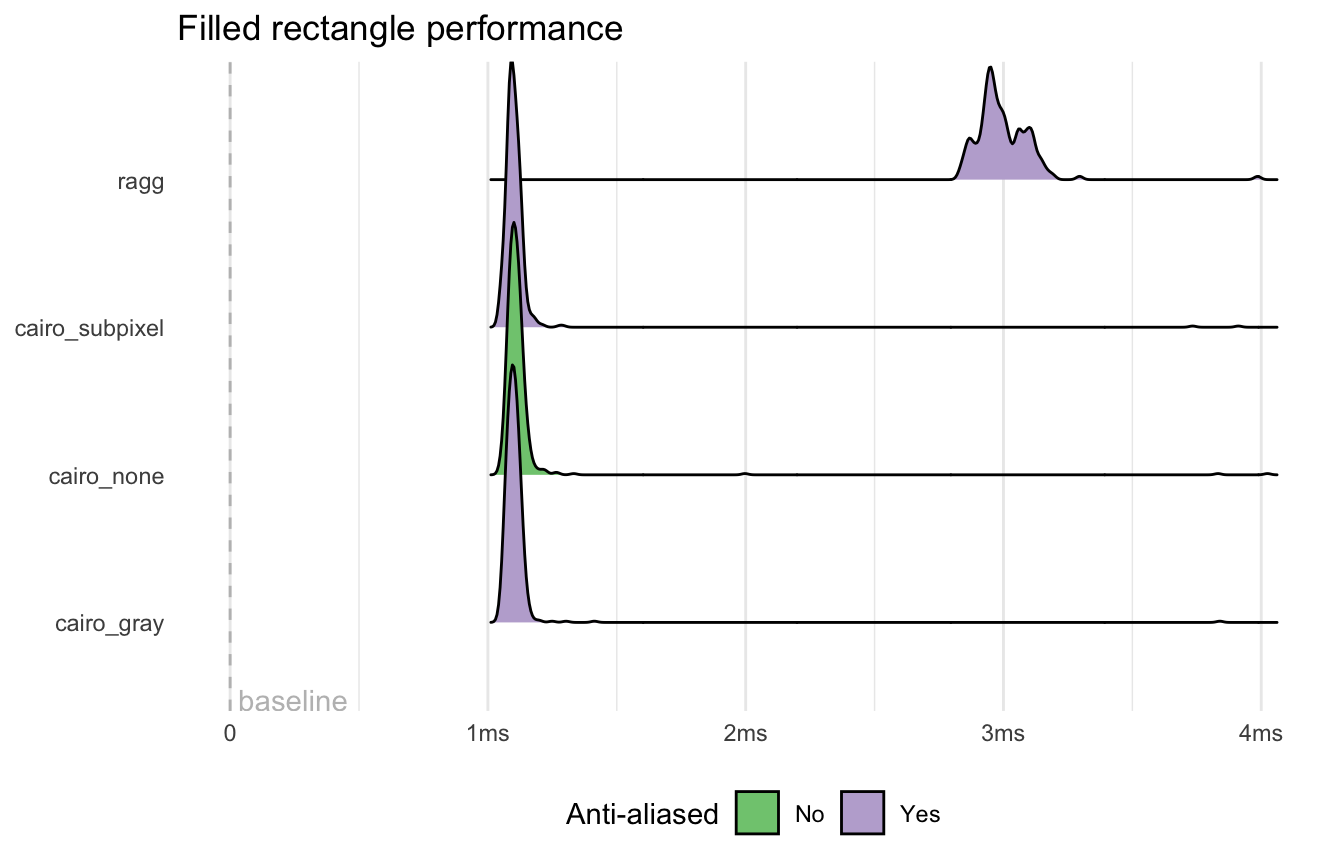 Filled rectangle performance
ragg
cairo_subpixel
cairo_none
cairo_gray
baseline
0 1ms 2ms 3ms 4ms
Anti-aliased No Yes